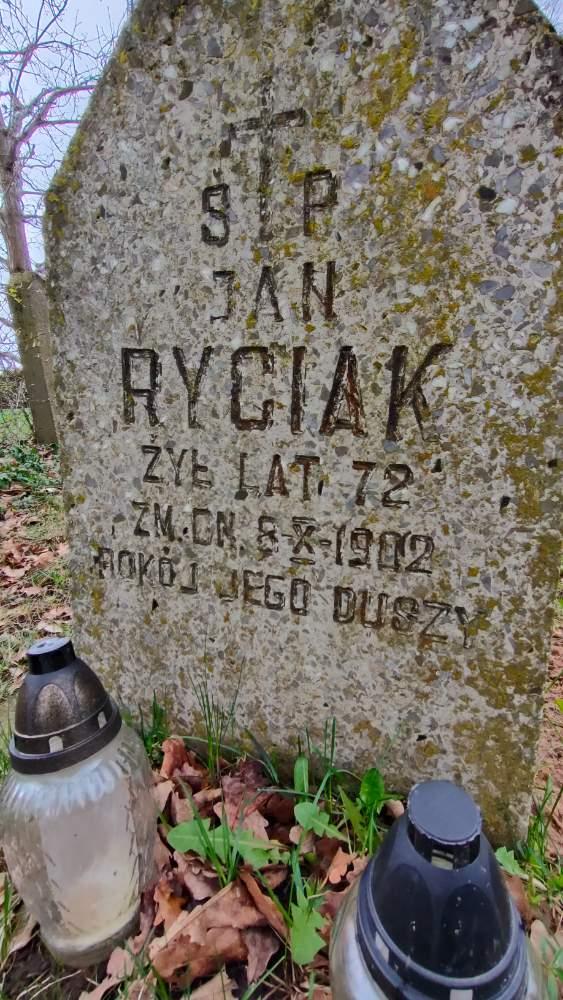 Ś P
JAN
RYCIAK
ŻYŁ LAT 72
ZM. DN. 8-X-1902
POKÓJ JEGO DUSZY